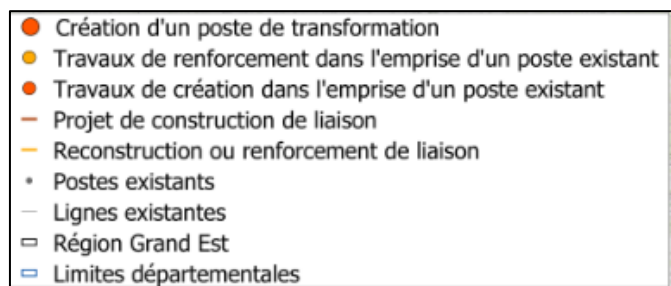 Création d'un poste de transformation
Travaux de renforcement dans l'emprise d'un poste existant
Travaux de création dans l'emprise d'un poste existant
Projet de construction de liaison
Reconstruction ou renforcement de liaison
Postes existants
Lignes existantes
Région Grand Est
Limites départementales